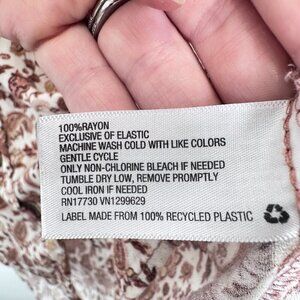 100%RAYON
EXCLUSIVE OF ELASTIC
MACHINE WASH COLD WITH LIKE COLORS
GENTLE CYCLE
ONLY NON-CHLORINE BLEACH IF NEEDED
TUMBLE DRY LOW, REMOVE PROMPTLY
COOL IRON IF NEEDED
RN17730 VN1299629
LABEL MADE FROM 100% RECYCLED PLASTIC